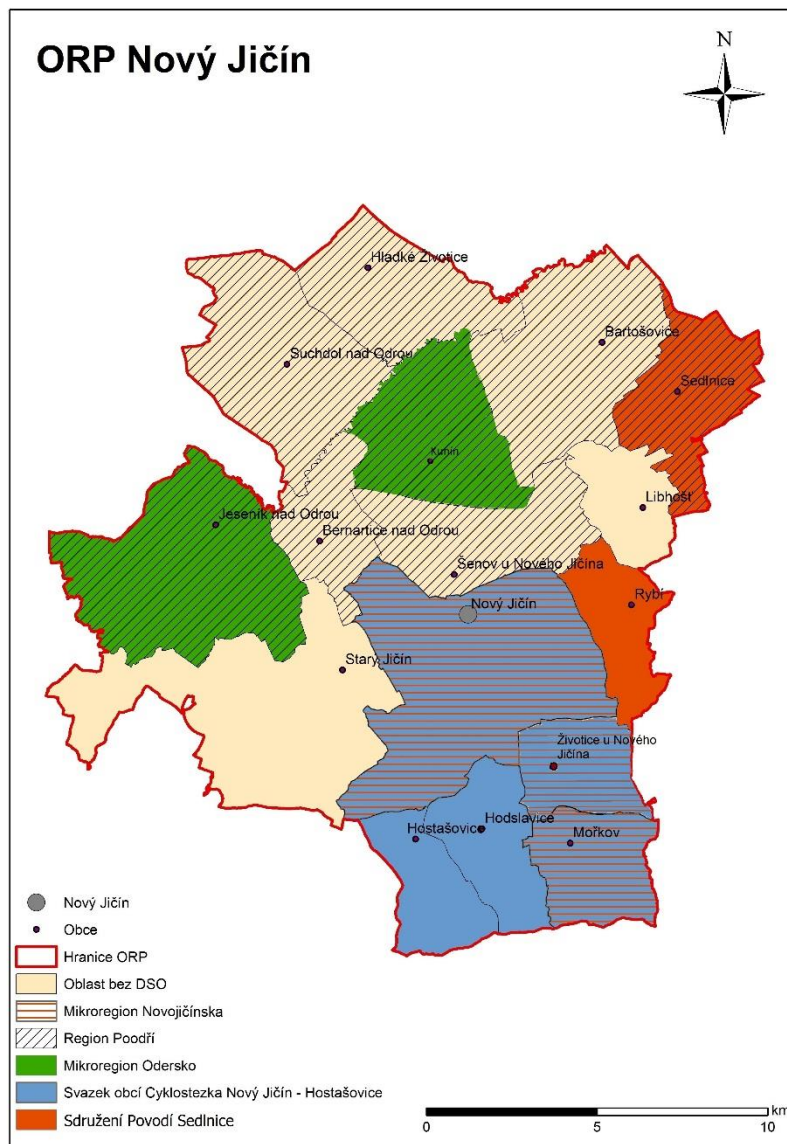 ORP Nový Jičín
N
Hladké Životice
Bartošovice
Suchdol nad Odrou
Sedlnice
Kunín
Libhošť
Jeseník nad Odrou
Bernartice nad Odrou
Šenov u Nového Jičína
Rybí
Nový Jičín
Starý Jičín
Životice u Nového
Jičína
Hodslavice
Hostašovice
Mořkov
Nový Jičín
Obce
Hranice ORP
Oblast bez DSO
Mikroregion Novojičínska
Region Poodří
Mikroregion Odersko
Svazek obcí Cyklostezka Nový Jičín - Hostašovice
Sdružení Povodí Sedlnice
km
0 5 10